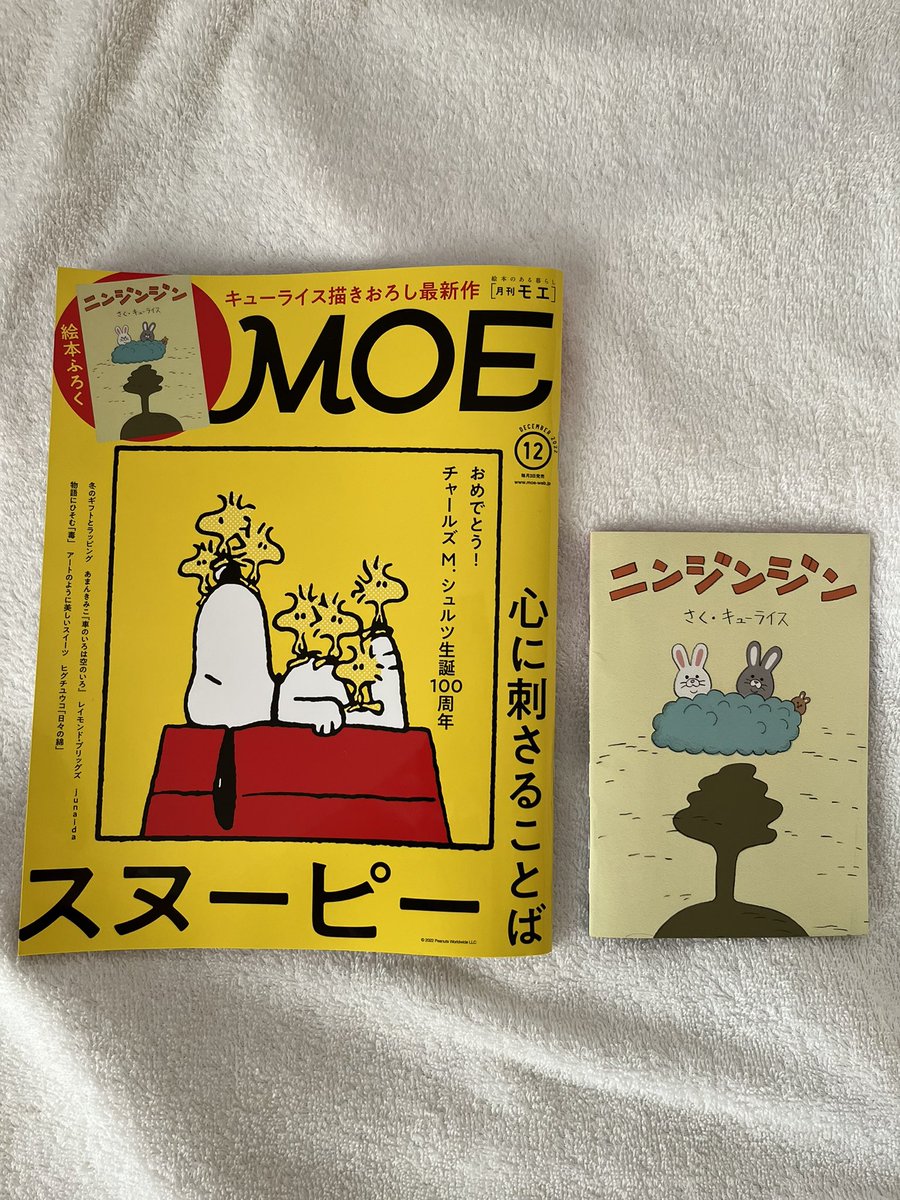 絵本のある暮らし
[月刊モエ]
キューライス描きおろし最新作
MOE
ニンジンジン
さく・キューライス
絵本ふろく
DECEMBER 2022
12
毎月3日発売
www.moe-web.jp
おめでとう!
チャールズ M. シュルツ生誕100周年
心に刺さることば
スヌーピー
冬のギフトとラッピング あまんきみこ「車のいろは空のいろ」 レイモンド・ブリッグズ junaida
物語にひそむ「毒」 アートのように美しいスイーツ ヒグチユウコ「日々の綿」
© 2022 Peanuts Worldwide LLC
ニンジンジン
さく・キューライス